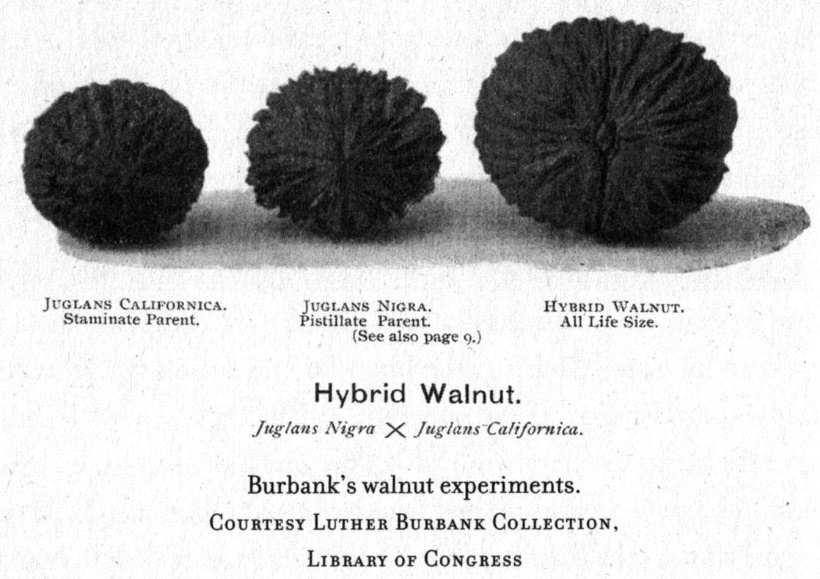 Juglans Californica.
Staminate Parent.
Juglans Nigra.
Pistillate Parent.
(See also page 9.)
Hybrid Walnut.
All Life Size.
Hybrid Walnut.
Juglans Nigra × Juglans Californica.
Burbank's walnut experiments.
Courtesy Luther Burbank Collection,
Library of Congress